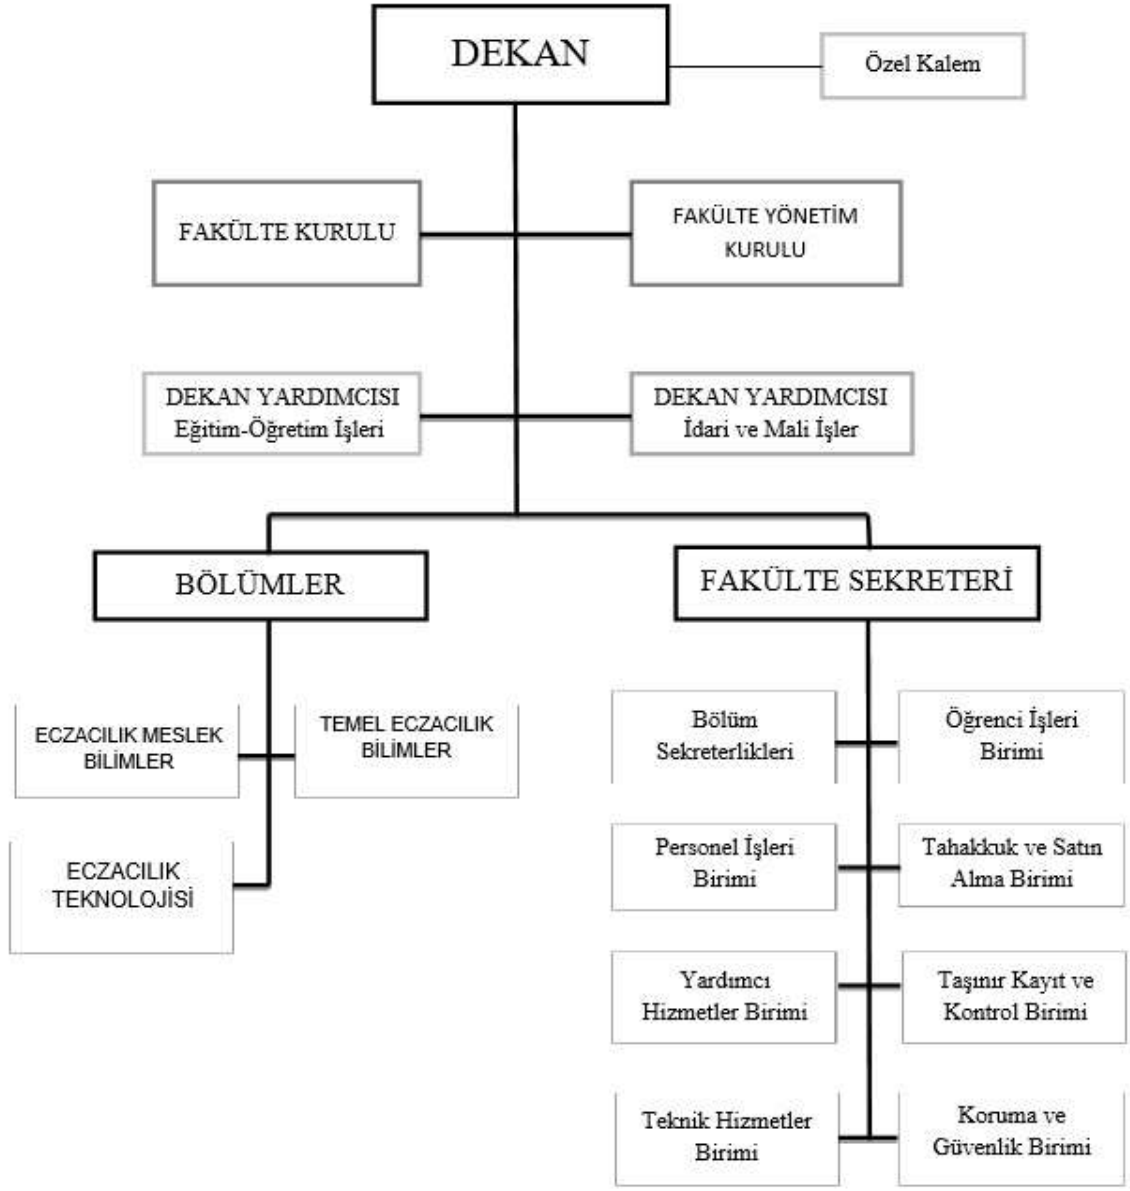 DEKAN
Özel Kalem
FAKÜLTE KURULU
FAKÜLTE YÖNETİM
KURULU
DEKAN YARDIMCISI
Eğitim-Öğretim İşleri
DEKAN YARDIMCISI
İdari ve Mali İşler
BÖLÜMLER
FAKÜLTE SEKRETERİ
ECZACILIK MESLEK
BİLİMLER
TEMEL ECZACILIK
BİLIMLER
ECZACILIK
TEKNOLOJİSİ
Bölüm
Sekreterlikleri
Öğrenci İşleri
Birimi
Personel İşleri
Birimi
Tahakkuk ve Satın
Alma Birimi
Yardımcı
Hizmetler Birimi
Taşınır Kayıt ve
Kontrol Birimi
Teknik Hizmetler
Birimi
Koruma ve
Güvenlik Birimi